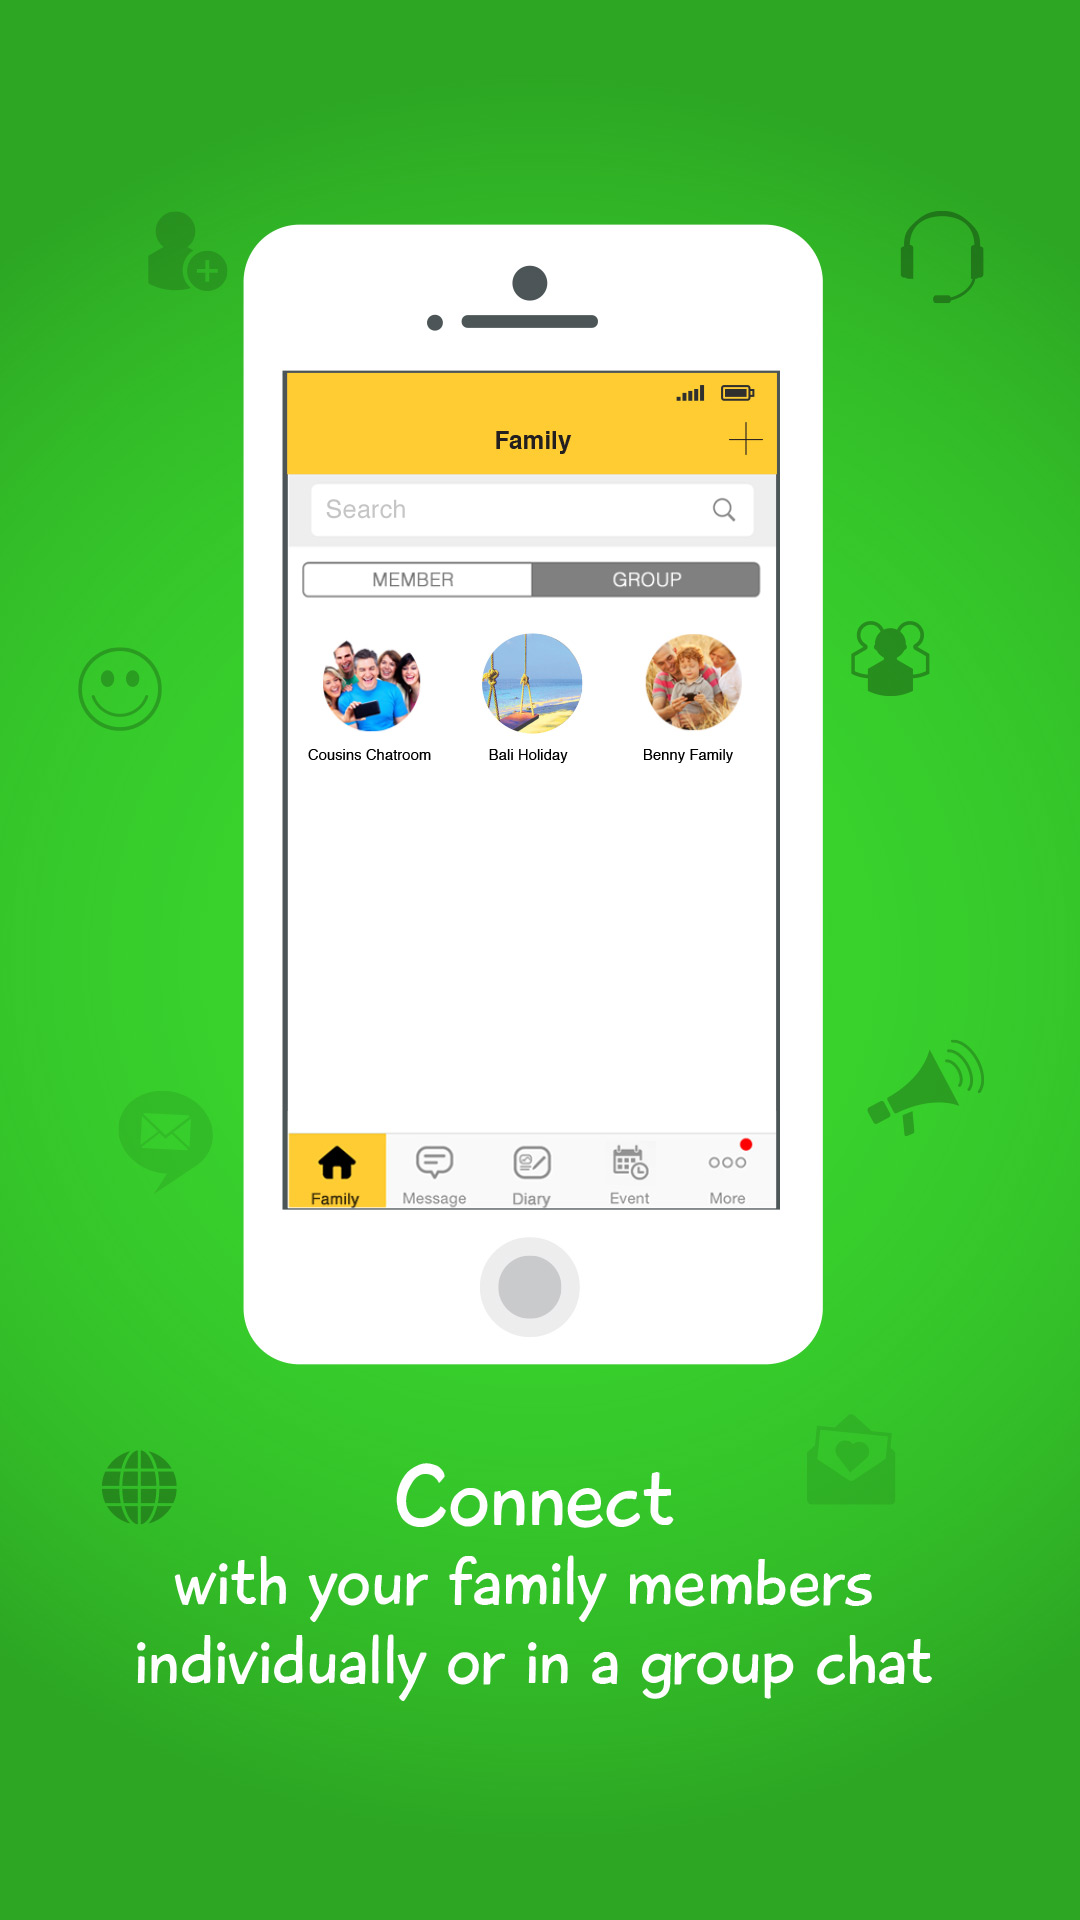 Family
Search
MEMBER GROUP
Cousins Chatroom Bali Holiday Benny Family
Family Message Diary Event More
Connect
with your family members
individually or in a group chat